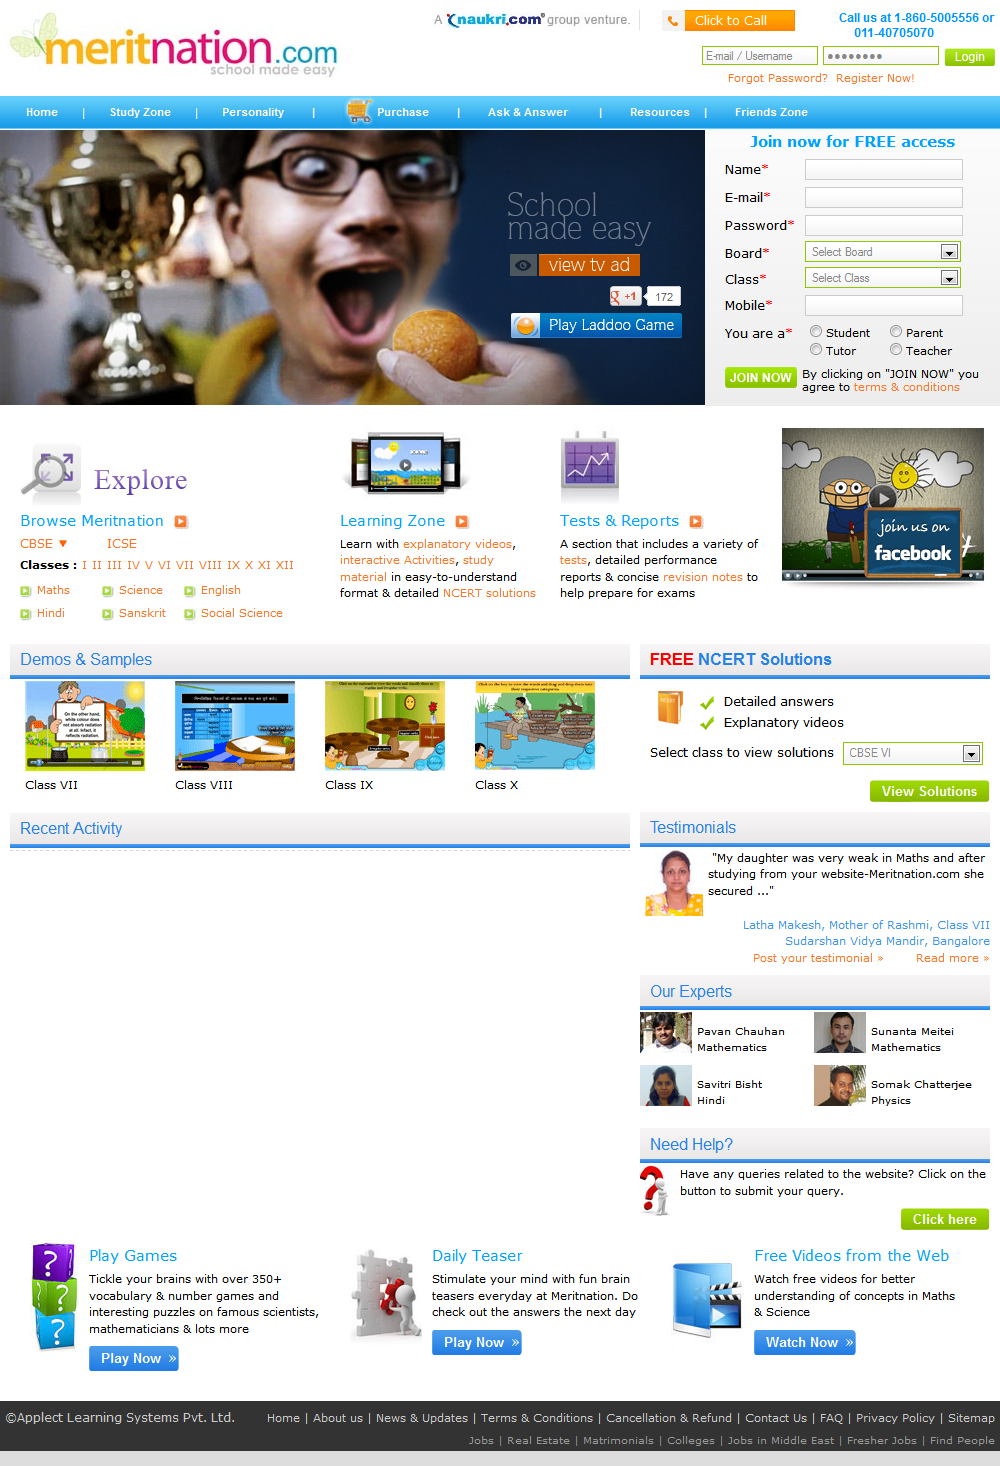 A naukri.com group venture.
Click to Call
Call us at 1-860-5005556 or
011-40705070
meritnation.com
school made easy
E-mail / Username
Login
Forgot Password? Register Now!
Home | Study Zone | Personality | Purchase | Ask & Answer | Resources | Friends Zone
School
made easy
view tv ad
g +1 172
Play Laddoo Game
Join now for FREE access
Name*
E-mail*
Password*
Board* Select Board
Class* Select Class
Mobile*
You are a* Student Parent
Tutor Teacher
JOIN NOW By clicking on "JOIN NOW" you
agree to terms & conditions
Explore
Browse Meritnation
CBSE ICSE
Classes : I II III IV V VI VII VIII IX X XI XII
Maths Science English
Hindi Sanskrit Social Science
Learning Zone
Learn with explanatory videos,
interactive Activities, study
material in easy-to-understand
format & detailed NCERT solutions
Tests & Reports
A section that includes a variety of
tests, detailed performance
reports & concise revision notes to
help prepare for exams
join us on
facebook
Demos & Samples
On the other hand,
white colour does
not absorb radiation
at all. Infact, it
reflects radiation.
Class VII Class VIII Class IX Class X
FREE NCERT Solutions
Detailed answers
Explanatory videos
Select class to view solutions CBSE VI
View Solutions
Recent Activity
Testimonials
"My daughter was very weak in Maths and after
studying from your website-Meritnation.com she
secured ..."
Latha Makesh, Mother of Rashmi, Class VII
Sudarshan Vidya Mandir, Bangalore
Post your testimonial » Read more »
Our Experts
Pavan Chauhan
Mathematics
Sunanta Meitei
Mathematics
Savitri Bisht
Hindi
Somak Chatterjee
Physics
Need Help?
Have any queries related to the website? Click on the
button to submit your query.
Click here
Play Games
Tickle your brains with over 350+
vocabulary & number games and
interesting puzzles on famous scientists,
mathematicians & lots more
Play Now »
Daily Teaser
Stimulate your mind with fun brain
teasers everyday at Meritnation. Do
check out the answers the next day
Play Now »
Free Videos from the Web
Watch free videos for better
understanding of concepts in Maths
& Science
Watch Now »
©Applect Learning Systems Pvt. Ltd.
Home | About us | News & Updates | Terms & Conditions | Cancellation & Refund | Contact Us | FAQ | Privacy Policy | Sitemap
Jobs | Real Estate | Matrimonials | Colleges | Jobs in Middle East | Fresher Jobs | Find People